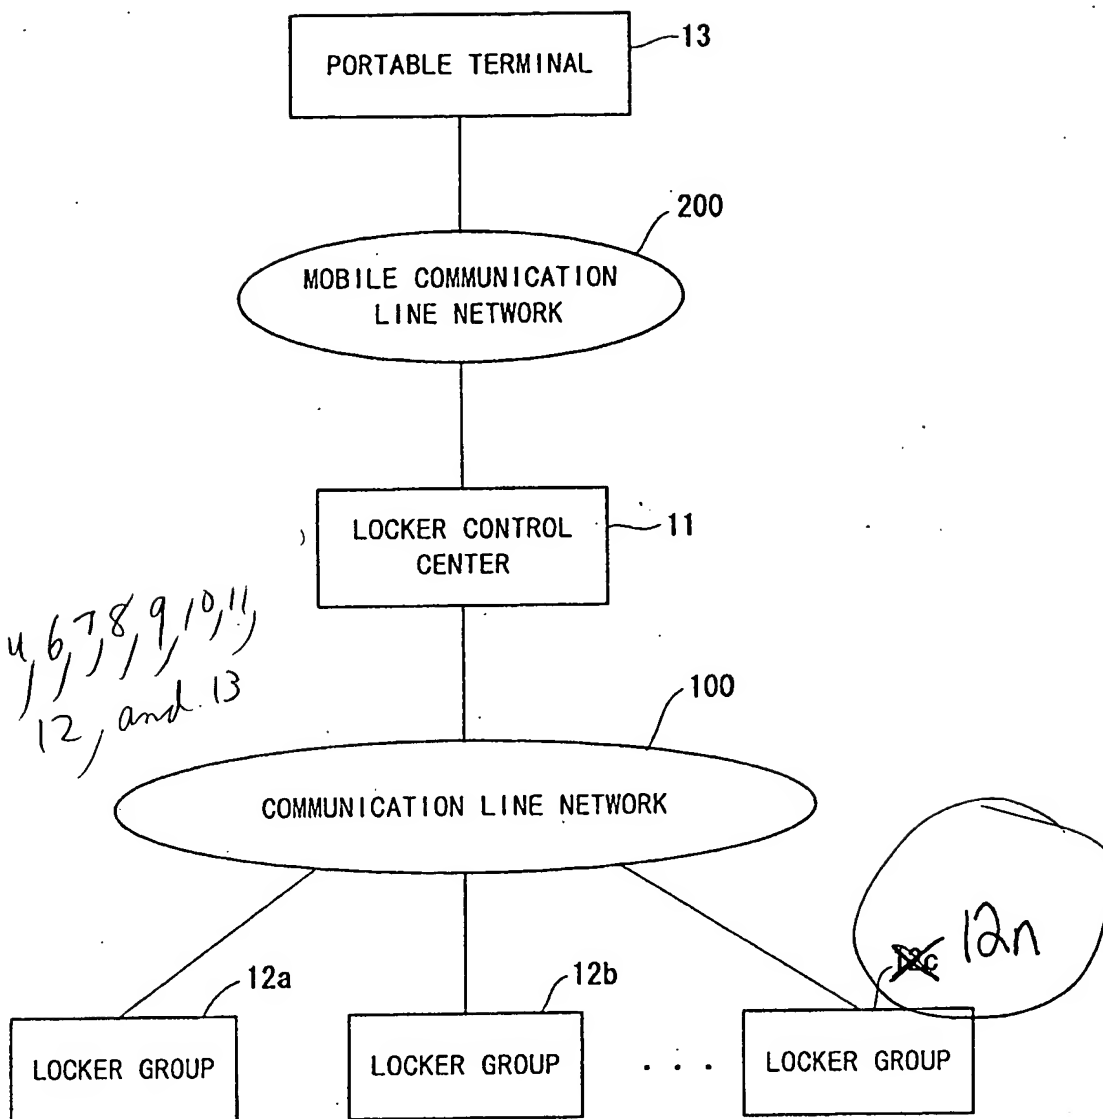 13
PORTABLE TERMINAL
200
MOBILE COMMUNICATION
LINE NETWORK
LOCKER CONTROL
CENTER
11
4, 6, 7, 8, 9, 10, 11,
12, and 13
100
COMMUNICATION LINE NETWORK
12a
12b
12c 12n
LOCKER GROUP
LOCKER GROUP
. . .
LOCKER GROUP